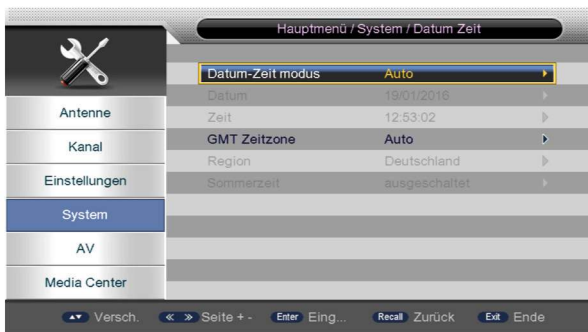 Hauptmenü / System / Datum Zeit
Datum-Zeit modus Auto
Datum 19/01/2016
Zeit 12:53:02
GMT Zeitzone Auto
Region Deutschland
Sommerzeit ausgeschaltet
Antenne
Kanal
Einstellungen
System
AV
Media Center
Versch. Seite + - Enter Eing... Recall Zurück Exit Ende